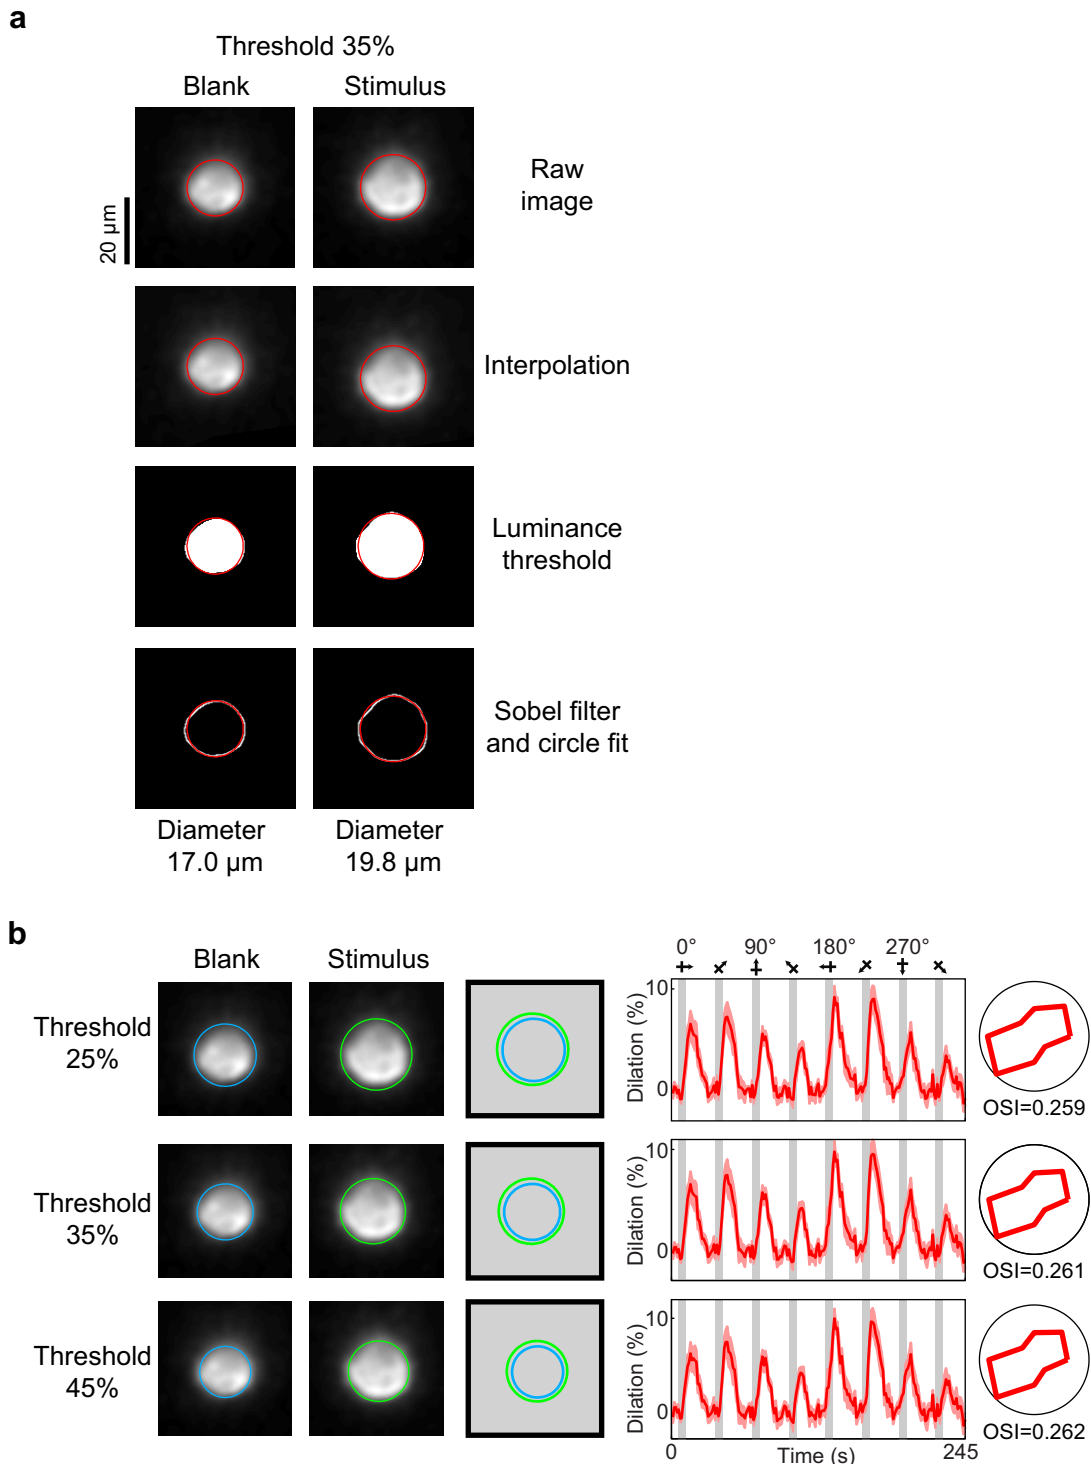 a
Threshold 35%
Blank
Stimulus
20 µm
Raw
image
Interpolation
Luminance
threshold
Sobel filter
and circle fit
Diameter
17.0 µm
Diameter
19.8 µm
b
Blank
Stimulus
0°
90°
180°
270°
Threshold
25%
Dilation (%)
10
0
OSI=0.259
Threshold
35%
Dilation (%)
10
0
OSI=0.261
Threshold
45%
Dilation (%)
10
0
OSI=0.262
0
Time (s)
245